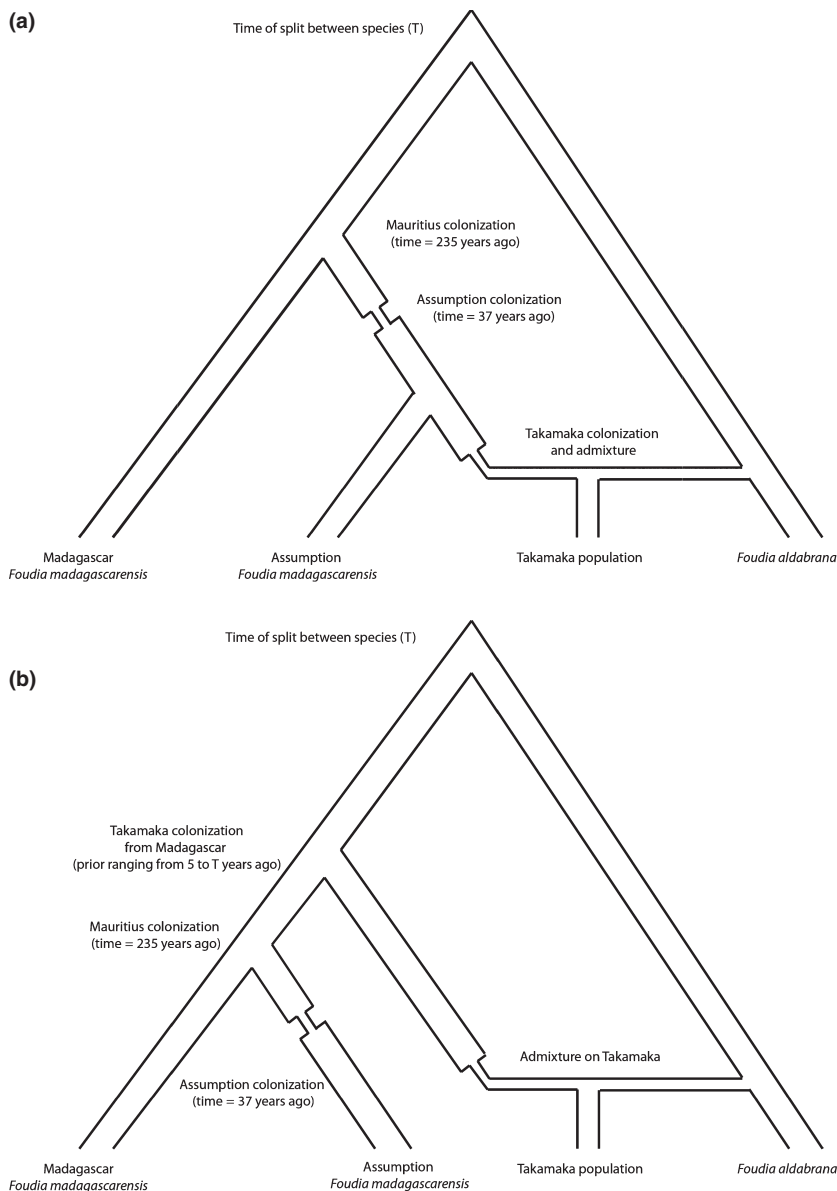 (a)
Time of split between species (T)
Mauritius colonization
(time = 235 years ago)
Assumption colonization
(time = 37 years ago)
Takamaka colonization
and admixture
Madagascar
Foudia madagascarensis
Assumption
Foudia madagascarensis
Takamaka population
Foudia aldabrana
Time of split between species (T)
(b)
Takamaka colonization
from Madagascar
(prior ranging from 5 to T years ago)
Mauritius colonization
(time = 235 years ago)
Admixture on Takamaka
Assumption colonization
(time = 37 years ago)
Madagascar
Foudia madagascarensis
Assumption
Foudia madagascarensis
Takamaka population
Foudia aldabrana